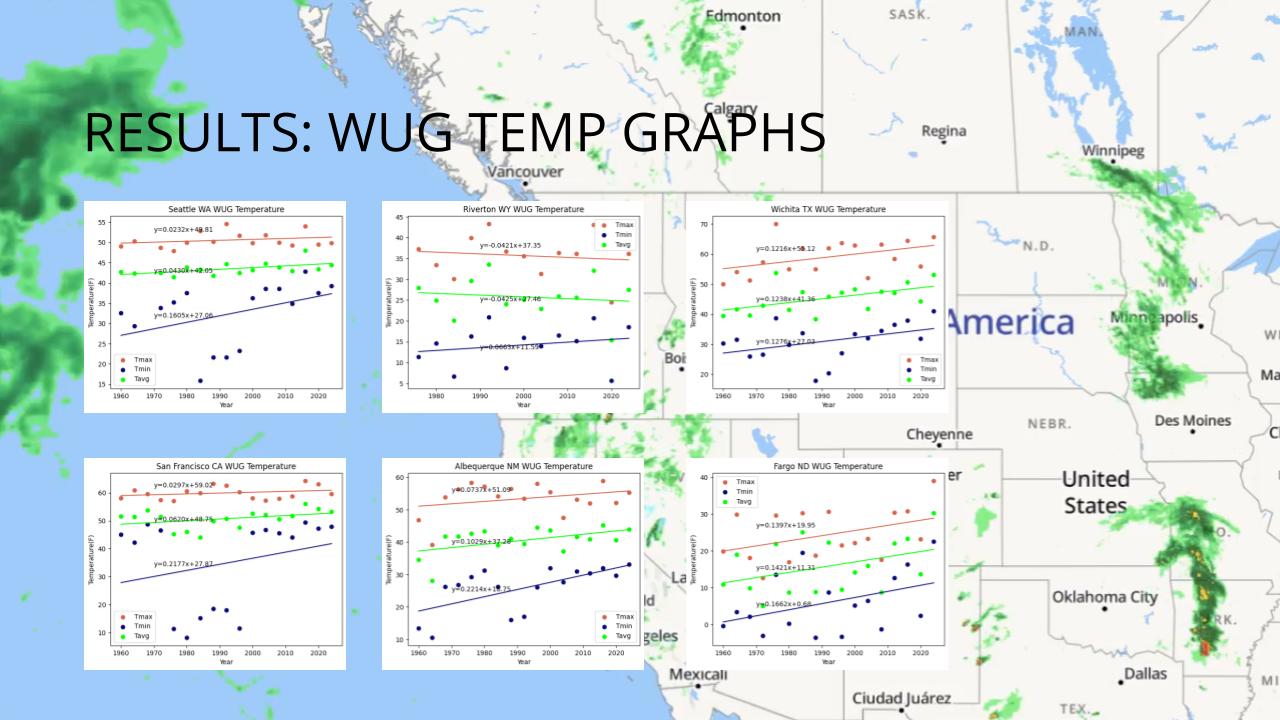 Edmonton
SASK.
MAN.
Calgary
Regina
Winnipeg
RESULTS: WUG TEMP GRAPHS
Vancouver
Seattle WA WUG Temperature
55
50
45
40
35
30
25
20
15
Temperature(F)
y=0.0232x+49.81
y=0.0430x+42.05
y=0.1605x+27.06
Tmax
Tmin
Tavg
1960 1970 1980 1990 2000 2010 2020
Year
Riverton WY WUG Temperature
45
40
35
30
25
20
15
10
5
Temperature(F)
y=-0.0421x+37.35
y=-0.0425x+27.46
y=0.0663x+11.59
Tmax
Tmin
Tavg
1980 1990 2000 2010 2020
Year
Wichita TX WUG Temperature
70
60
50
40
30
20
Temperature(F)
y=0.1216x+55.12
y=0.1238x+41.36
y=0.1276x+27.03
Tmax
Tmin
Tavg
1960 1970 1980 1990 2000 2010 2020
Year
N.D.
MINN.
Minneapolis
America
Boi
WI
Ma
Des Moines
NEBR.
Cheyenne
San Francisco CA WUG Temperature
60
50
40
30
20
10
Temperature(F)
y=0.0297x+59.02
y=0.0620x+48.75
y=0.2177x+27.87
Tmax
Tmin
Tavg
1960 1970 1980 1990 2000 2010 2020
Year
Albequerque NM WUG Temperature
60
50
40
30
20
10
Temperature(F)
y=0.0737x+51.09
y=0.1029x+37.28
y=0.2214x+18.75
Tmax
Tmin
Tavg
1960 1970 1980 1990 2000 2010 2020
Year
Fargo ND WUG Temperature
40
30
20
10
0
Temperature(F)
Tmax
Tmin
Tavg
y=0.1397x+19.95
y=0.1421x+11.31
y=0.1662x+0.68
1960 1970 1980 1990 2000 2010 2020
Year
er
United
States
O.
La
ld
geles
Oklahoma City
RK.
Mexicali
Dallas
Ciudad Juárez
TEX.
MI